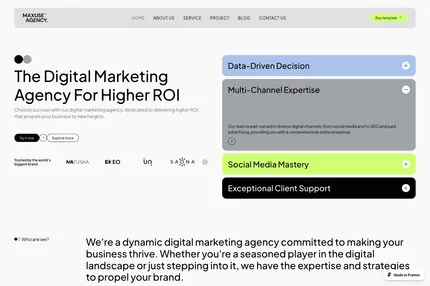 MAXUSE™
AGENCY.
HOME ABOUT US SERVICE PROJECT BLOG CONTACT US
Buy template
The Digital Marketing
Agency For Higher ROI
Choose success with our digital marketing agency, dedicated to delivering higher ROI
that propels your business to new heights.
Try it now
Explore more
Trusted by the world's
biggest brand
NATUSKA
Data-Driven Decision
Multi-Channel Expertise
Our team is well-versed in diverse digital channels, from social media and to SEO and paid
advertising, providing you with a comprehensive online presence.
Social Media Mastery
Exceptional Client Support
Who are we?
We're a dynamic digital marketing agency committed to making your
business thrive. Whether you're a seasoned player in the digital
landscape or just stepping into it, we have the expertise and strategies
to propel your brand.
Made in Framer